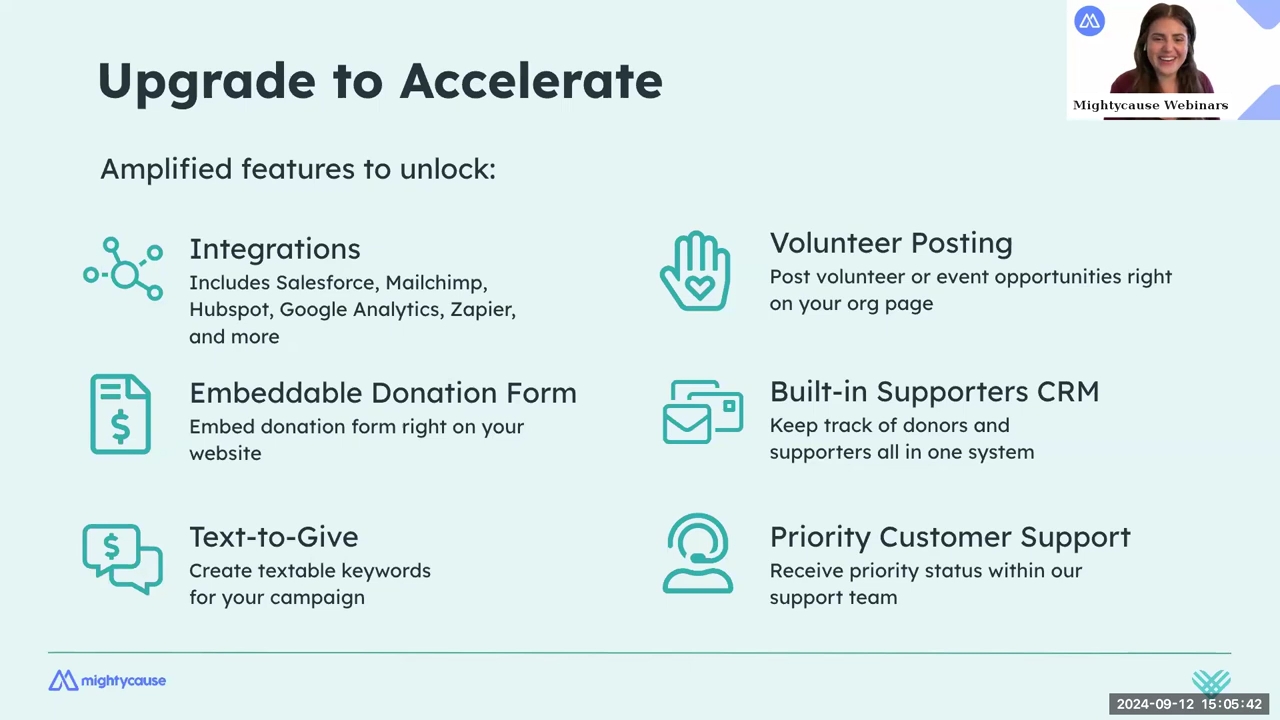 Upgrade to Accelerate
Mightycause Webinars
Amplified features to unlock:
Integrations
Includes Salesforce, Mailchimp,
Hubspot, Google Analytics, Zapier,
and more
Volunteer Posting
Post volunteer or event opportunities right
on your org page
$
Embeddable Donation Form
Embed donation form right on your
website
Built-in Supporters CRM
Keep track of donors and
supporters all in one system
$
Text-to-Give
Create textable keywords
for your campaign
Priority Customer Support
Receive priority status within our
support team
mightycause
2024-09-12 15:05:42